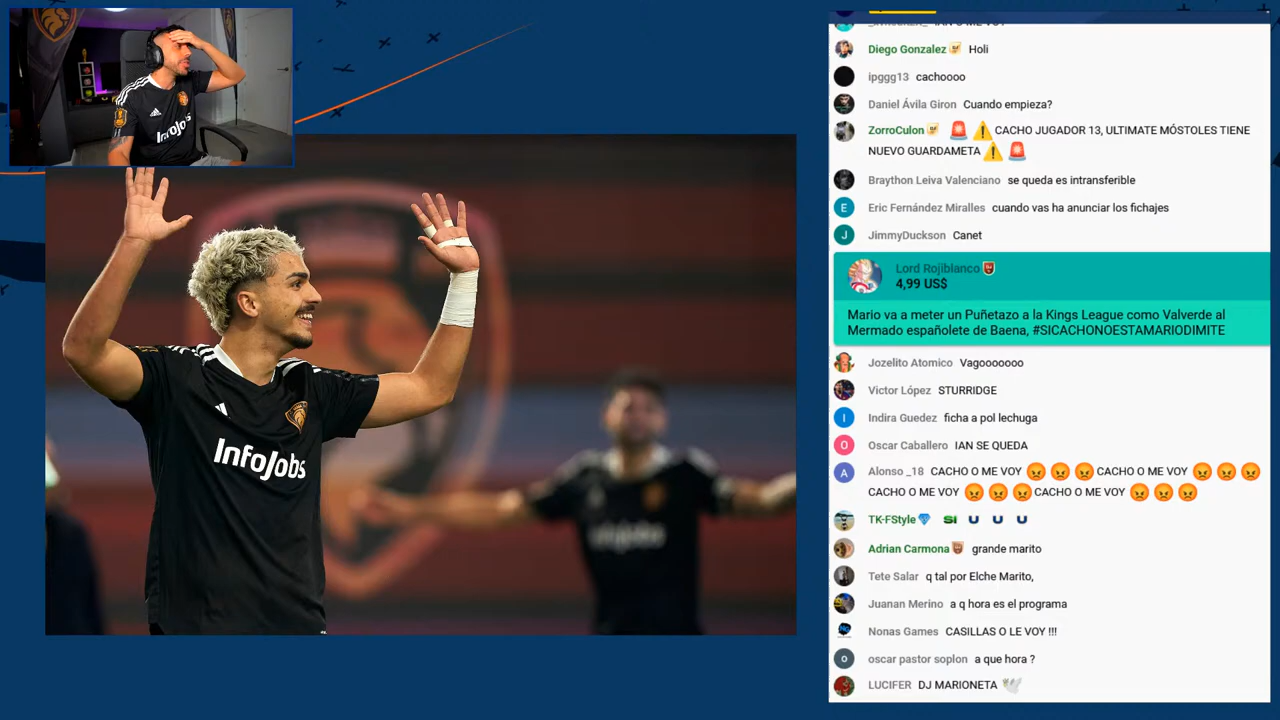 InfoJobs
InfoJobs
Diego Gonzalez Holi
ipggg13 cachoooo
Daniel Ávila Giron Cuando empieza?
ZorroCulon 🚨⚠️CACHO JUGADOR 13, ULTIMATE MÓSTOLES TIENE
NUEVO GUARDAMETA⚠️🚨
Braython Leiva Valenciano se queda es intransferible
E Eric Fernández Miralles cuando vas ha anunciar los fichajes
J JimmyDuckson Canet
Lord Rojiblanco
4,99 US$
Mario va a meter un Puñetazo a la Kings League como Valverde al
Mermado españolete de Baena, #SICACHONOESTAMARIODIMITE
Jozelito Atomico Vagooooooo
Victor López STURRIDGE
I Indira Guedez ficha a pol lechuga
O Oscar Caballero IAN SE QUEDA
A Alonso _18 CACHO O ME VOY 😡😡😡CACHO O ME VOY 😡😡😡
CACHO O ME VOY 😡😡😡CACHO O ME VOY 😡😡😡
TK-FStyle💎 Si U U U
Adrian Carmona grande marito
Tete Salar q tal por Elche Marito,
Juanan Merino a q hora es el programa
Nonas Games CASILLAS O LE VOY !!!
o oscar pastor soplon a que hora ?
LUCIFER DJ MARIONETA 🕊️